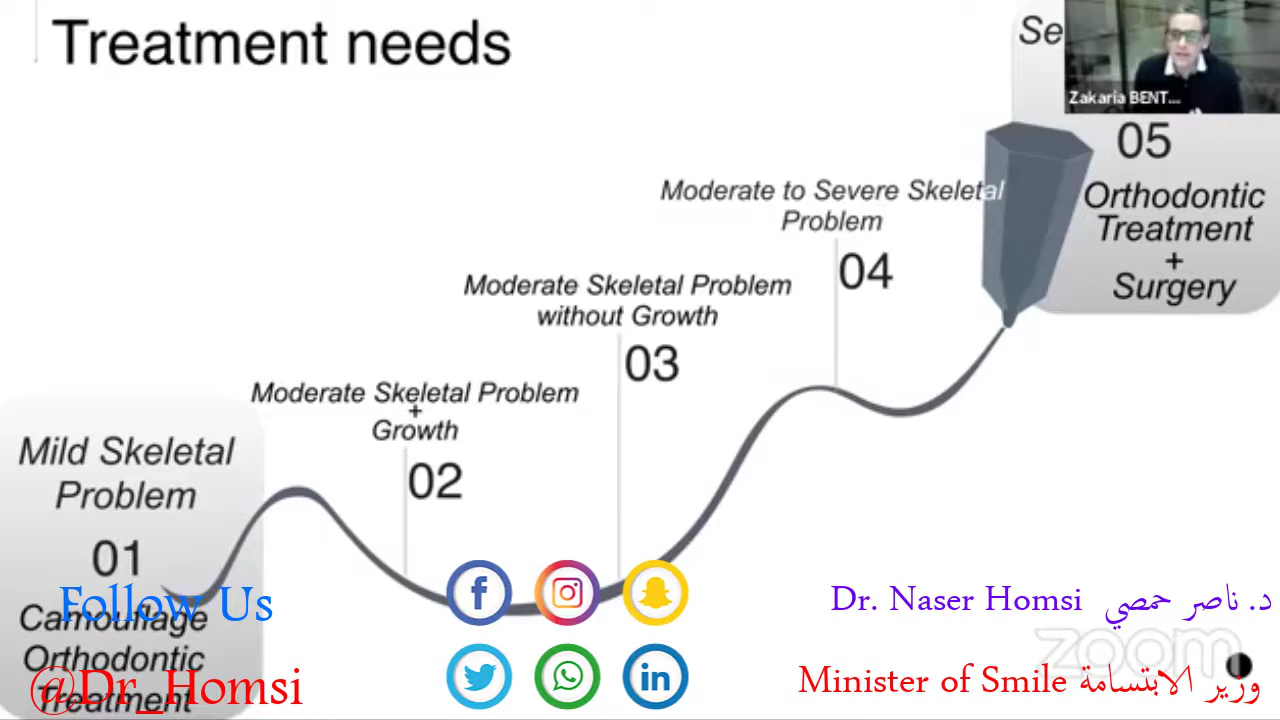 Treatment needs
Se
Zakaria BENT...
05
Orthodontic
Treatment
+
Surgery
Moderate to Severe Skeletal
Problem
04
Moderate Skeletal Problem
without Growth
03
Moderate Skeletal Problem
+
Growth
02
Mild Skeletal
Problem
01
Camouflage
Orthodontic
Treatment
Follow Us
@Dr_Homsi
f
in
Dr. Naser Homsi د. ناصر حمصي
zoom
Minister of Smile وزير الابتسامة